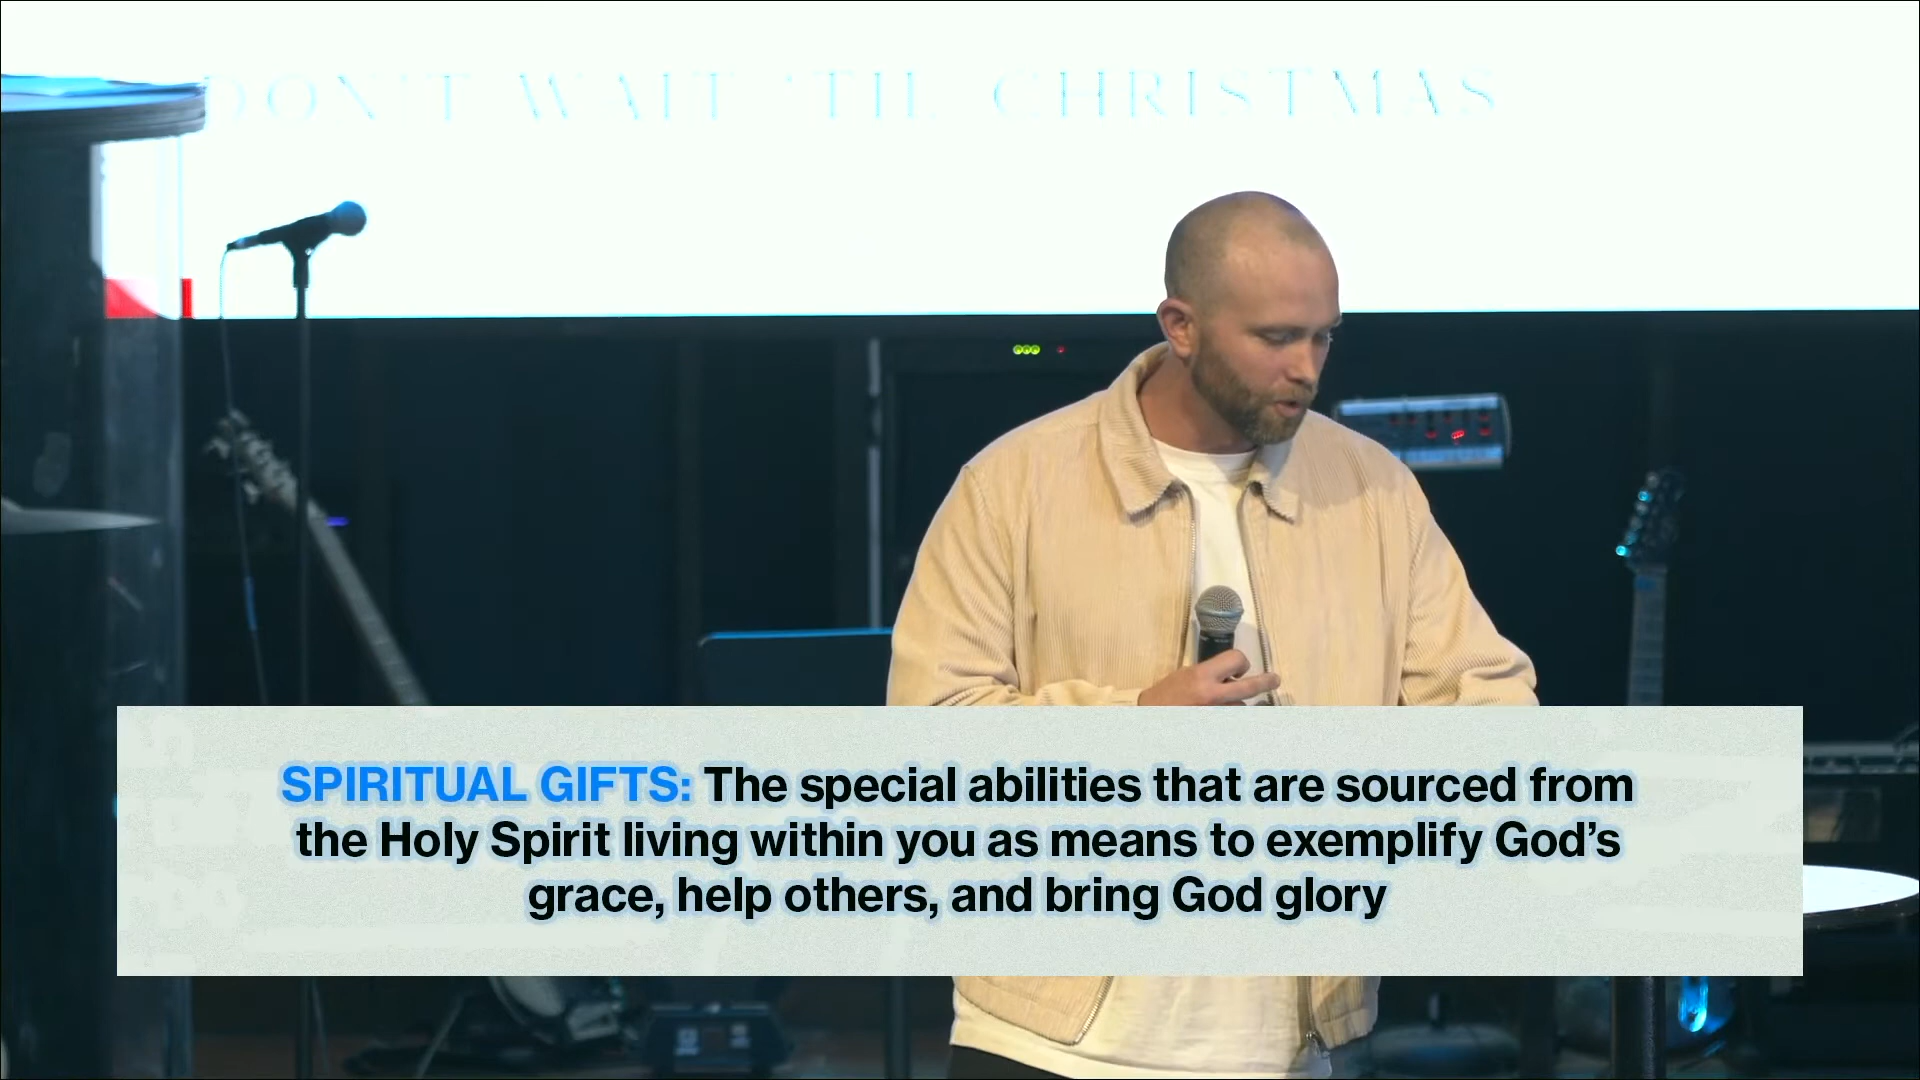 DON'T WAIT 'TIL CHRISTMAS
SPIRITUAL GIFTS: The special abilities that are sourced from
the Holy Spirit living within you as means to exemplify God’s
grace, help others, and bring God glory